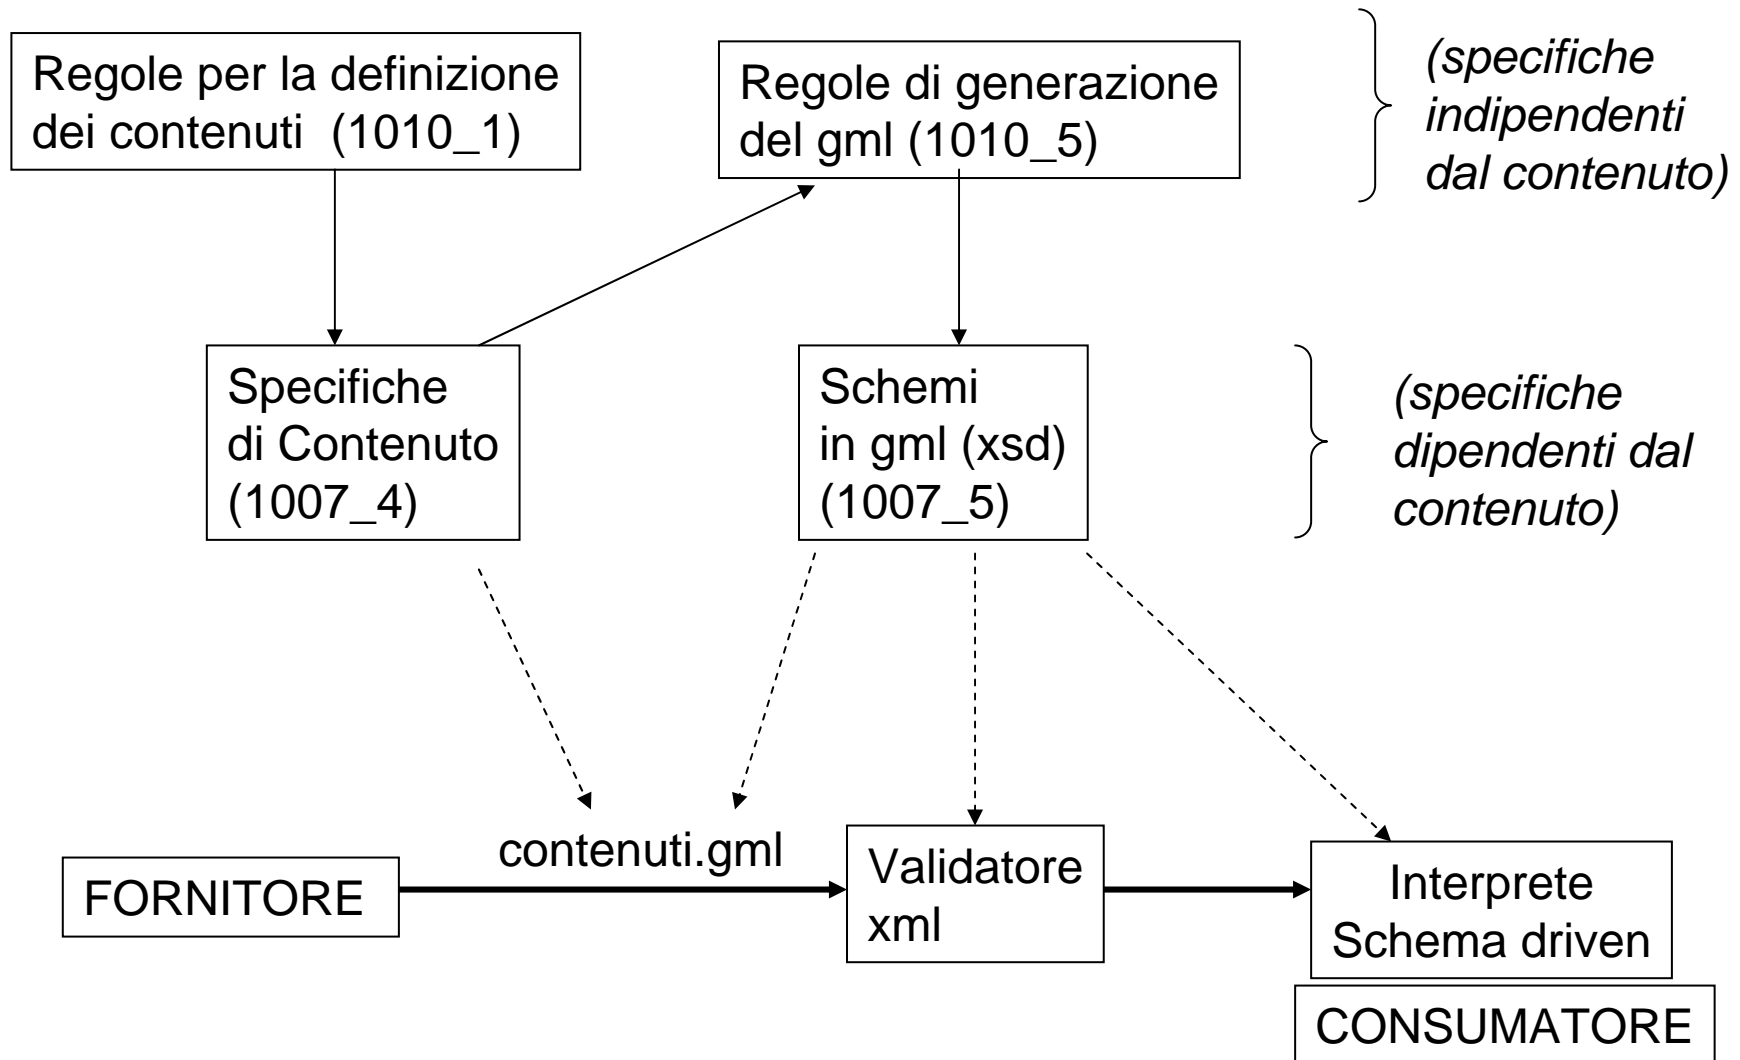 Regole per la definizione
dei contenuti (1010_1)
Regole di generazione
del gml (1010_5)
(specifiche
indipendenti
dal contenuto)
Specifiche
di Contenuto
(1007_4)
Schemi
in gml (xsd)
(1007_5)
(specifiche
dipendenti dal
contenuto)
FORNITORE
contenuti.gml
Validatore
xml
Interprete
Schema driven
CONSUMATORE